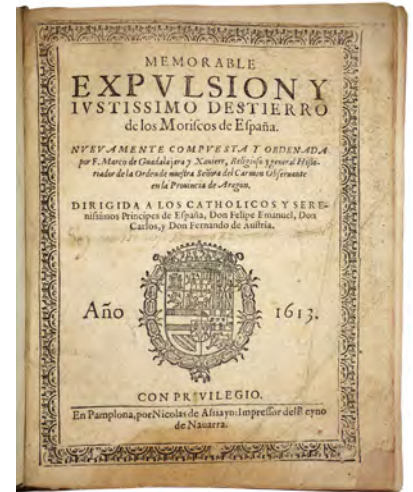 MEMORABLE
EXPVLSION Y
IVSTISSIMO DESTIERRO
de los Moriſcos de Eſpaña.
NVEVAMENTE COMPVESTA Y ORDENADA
por F. Marco de Guadalajara y Xauierr, Religioſo y general Hiſto-
riador de la Orden de nueſtra Señora del Carmen Obſeruante
en la Prouincia de Aragon.
DIRIGIDA A LOS CATHOLICOS Y SERE-
niſsimos Principes de Eſpaña, Don Felipe Emanuel, Don
Carlos, y Don Fernando de Auſtria.
Año 1613.
CON PRIVILEGIO.
En Pamplona, por Nicolas de Aſsiayo: Impreſſor del Reyno
de Nauarra.